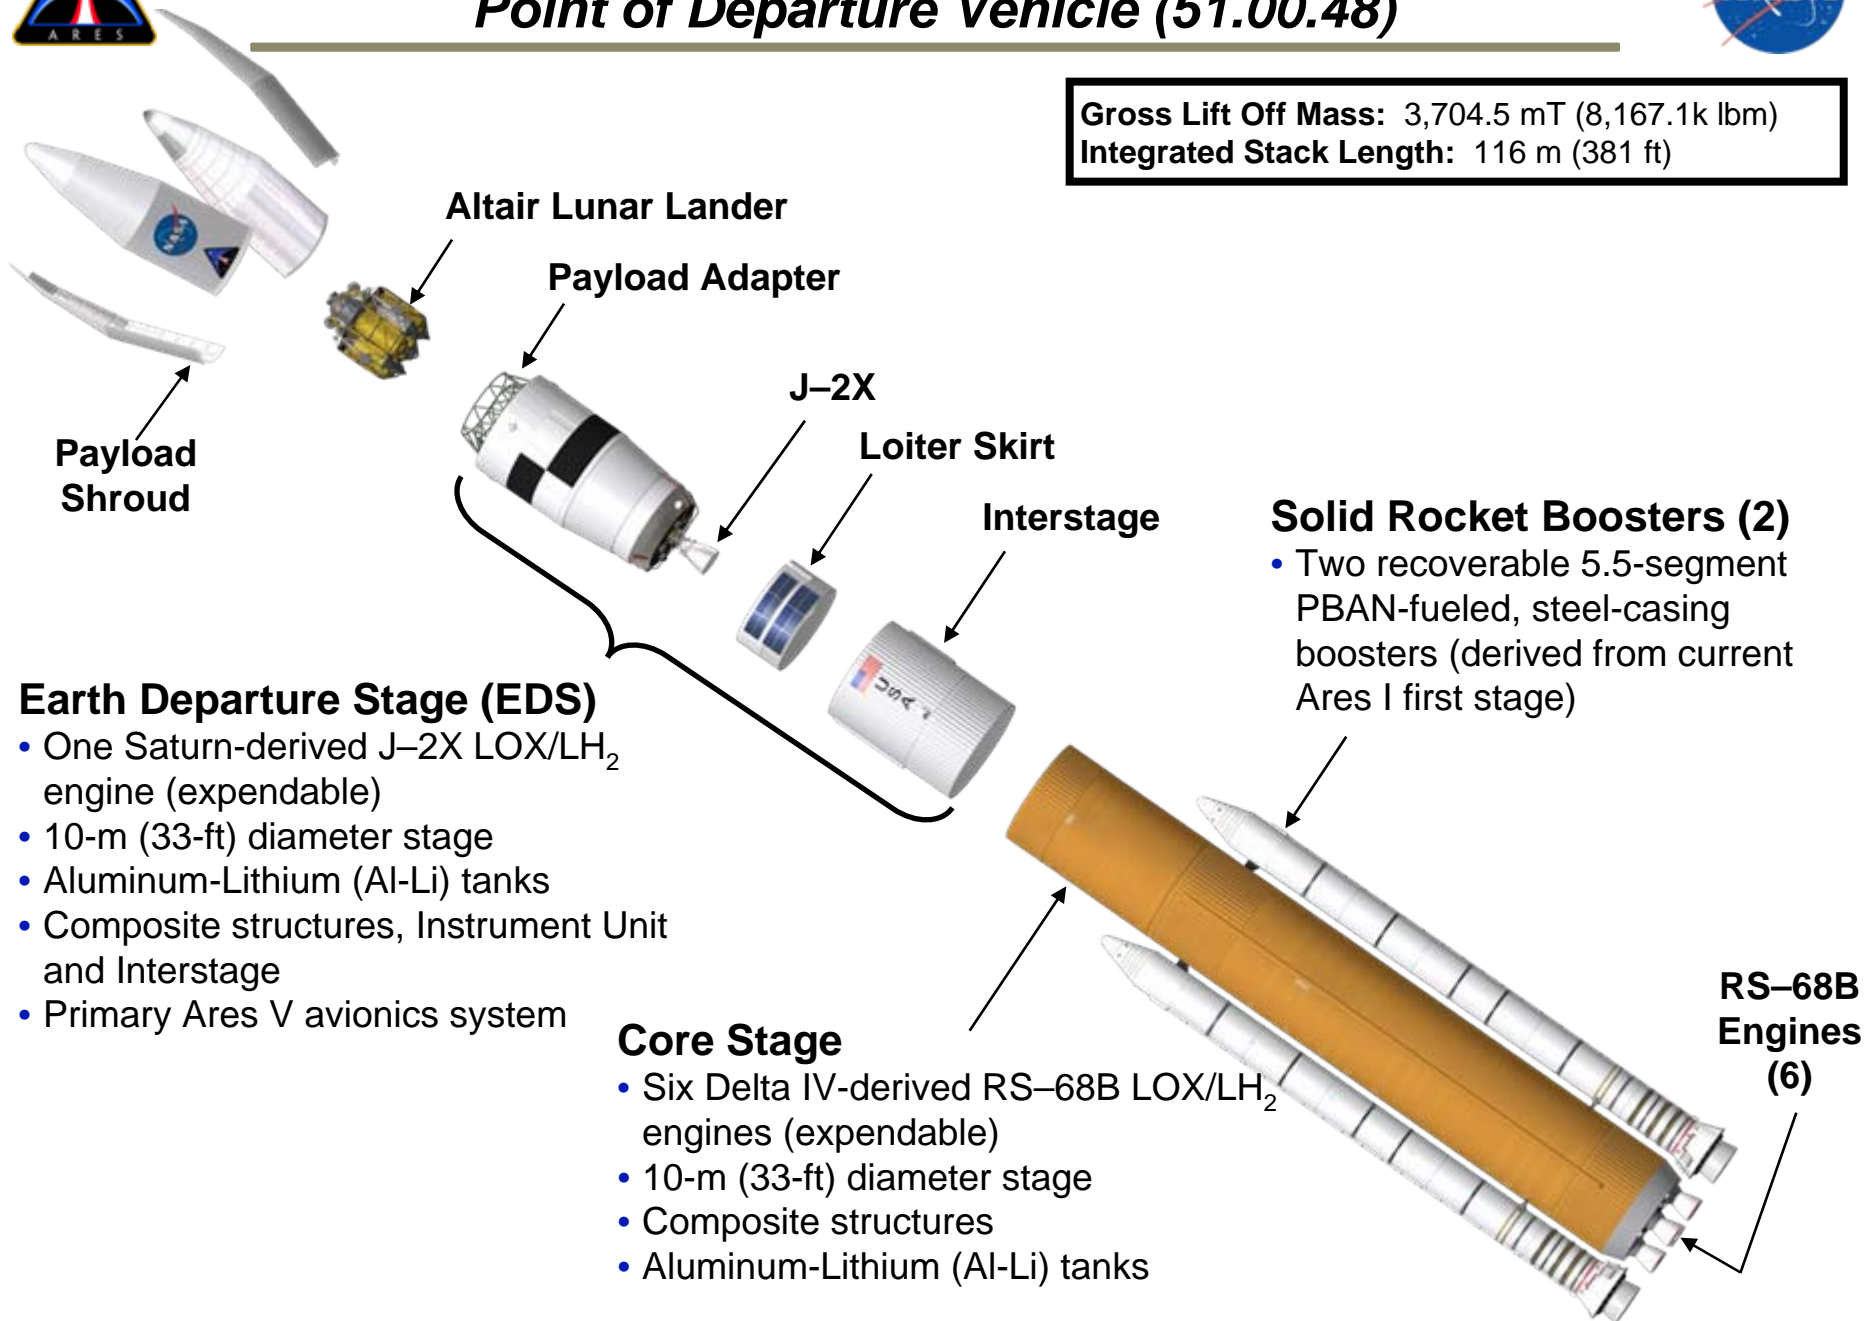 Point of Departure Vehicle (51.00.48)
ARES
Gross Lift Off Mass: 3,704.5 mT (8,167.1k lbm)
Integrated Stack Length: 116 m (381 ft)
NASA
Altair Lunar Lander
Payload Adapter
J–2X
Payload
Shroud
Loiter Skirt
Interstage
USA
Solid Rocket Boosters (2)
• Two recoverable 5.5-segment
PBAN-fueled, steel-casing
boosters (derived from current
Ares I first stage)
Earth Departure Stage (EDS)
• One Saturn-derived J–2X LOX/LH2
engine (expendable)
• 10-m (33-ft) diameter stage
• Aluminum-Lithium (Al-Li) tanks
• Composite structures, Instrument Unit
and Interstage
• Primary Ares V avionics system
Core Stage
• Six Delta IV-derived RS–68B LOX/LH2
engines (expendable)
• 10-m (33-ft) diameter stage
• Composite structures
• Aluminum-Lithium (Al-Li) tanks
RS–68B
Engines
(6)